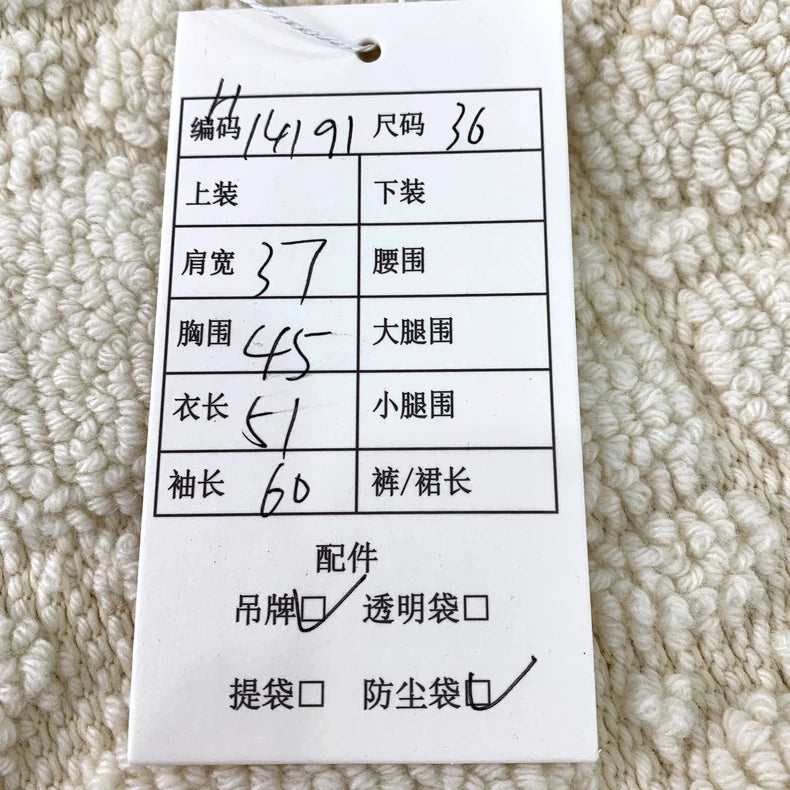 编码 H14191 尺码 36
上装 下装
肩宽 37 腰围
胸围 45 大腿围
衣长 51 小腿围
袖长 60 裤/裙长
配件
吊牌☑ 透明袋☐
提袋☐ 防尘袋☑